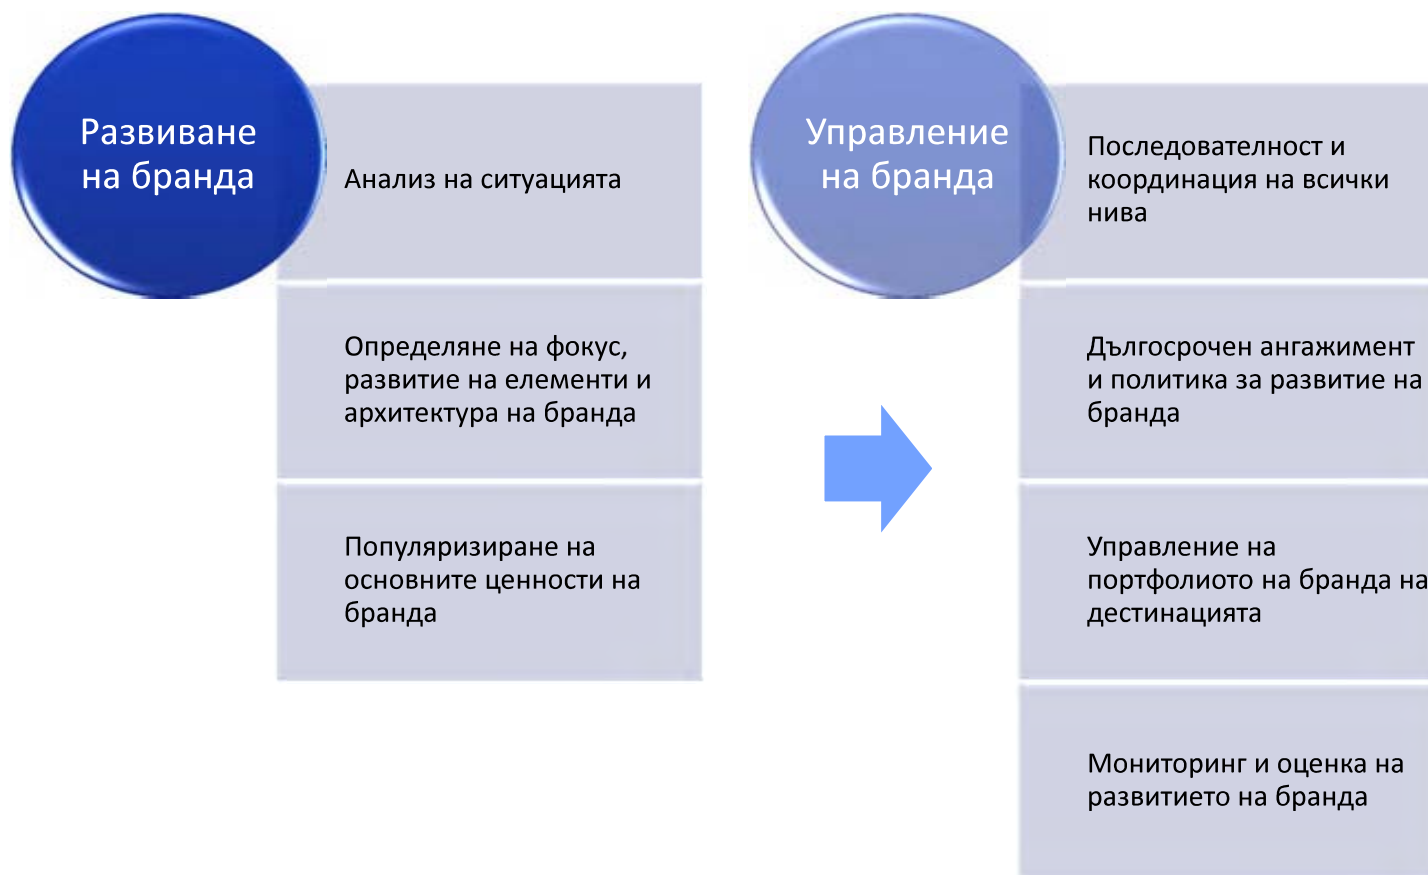 Развиване
на бранда
Анализ на ситуацията
Определяне на фокус,
развитие на елементи и
архитектура на бранда
Популяризиране на
основните ценности на
бранда
Управление
на бранда
Последователност и
координация на всички
нива
Дългосрочен ангажимент
и политика за развитие на
бранда
Управление на
портфолиото на бранда на
дестинацията
Мониторинг и оценка на
развитието на бранда